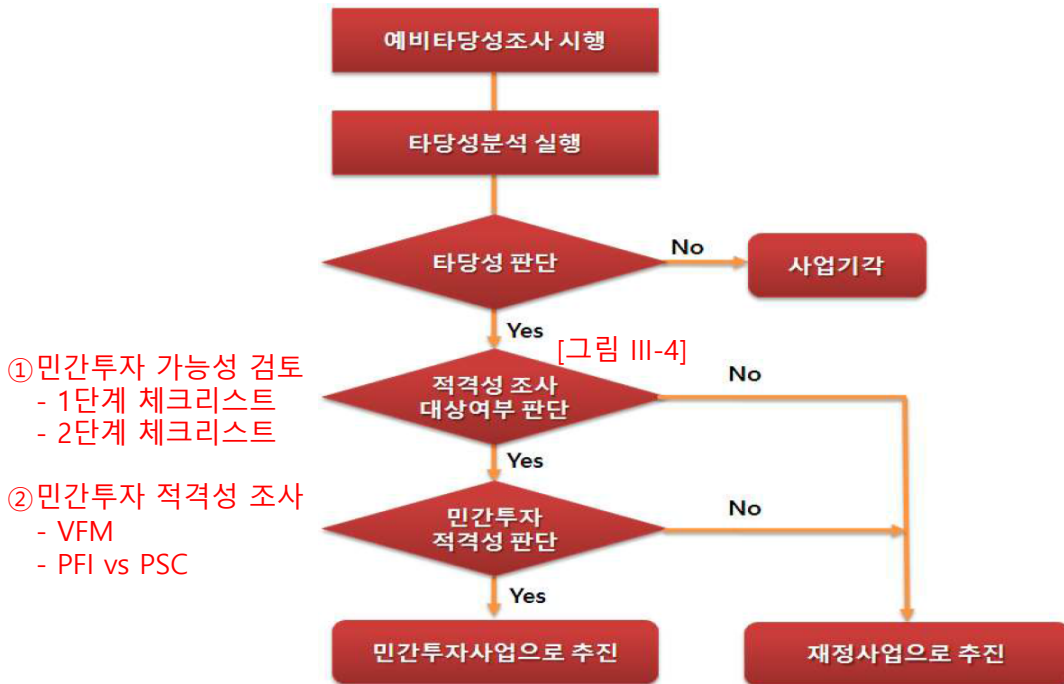 예비타당성조사 시행
타당성분석 실행
타당성 판단
No
사업기각
Yes
[그림 III-4]
①민간투자 가능성 검토
- 1단계 체크리스트
- 2단계 체크리스트
적격성 조사
대상여부 판단
No
Yes
②민간투자 적격성 조사
- VFM
- PFI vs PSC
민간투자
적격성 판단
No
Yes
민간투자사업으로 추진
재정사업으로 추진